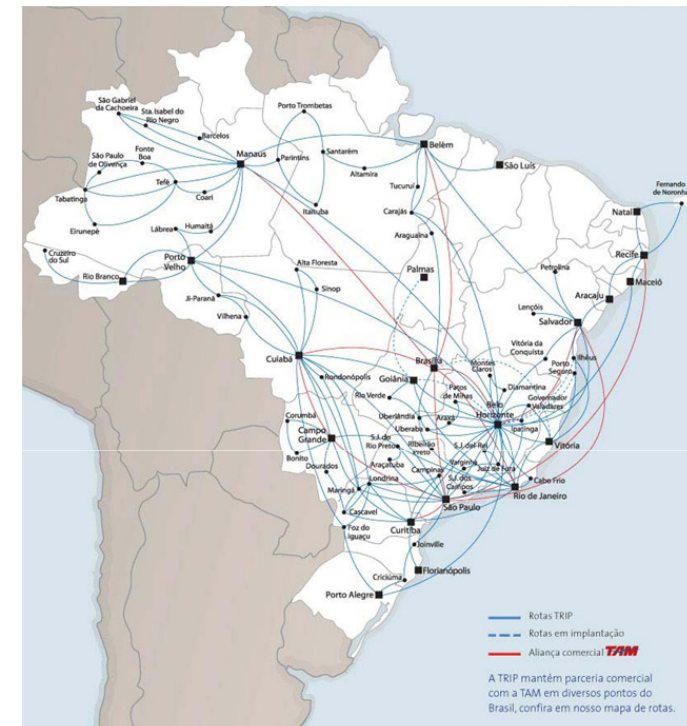 São Gabriel
da Cachoeira
Sta. Isabel do
Rio Negro
Barcelos
Porto Trombetas
Manaus
Parintins
Santarém
Altamira
Belém
São Luís
São Paulo
de Olivença
Fonte
Boa
Tefé
Coari
Tabatinga
Eirunepé
Itaituba
Tucuruí
Carajás
Araguaína
Fernando
de Noronha
Natal
Recife
Maceió
Aracaju
Petrolina
Lábrea
Humaitá
Cruzeiro
do Sul
Rio Branco
Porto
Velho
Alta Floresta
Sinop
Palmas
Ji-Paraná
Vilhena
Lençóis
Salvador
Vitória da
Conquista
Ilhéus
Porto
Seguro
Cuiabá
Rondonópolis
Goiânia
Brasília
Montes
Claros
Rio Verde
Patos
de Minas
Diamantina
Governador
Valadares
Belo
Horizonte
Ipatinga
Uberlândia
Uberaba
Araxá
Vitória
Corumbá
Campo
Grande
Bonito
Dourados
S.J. do
Rio Preto
Ribeirão
Preto
S.J. del Rei
Araçatuba
Campinas
Varginha
Juiz de Fora
S.J. dos
Campos
Cabo Frio
Rio de Janeiro
São Paulo
Maringá
Londrina
Cascavel
Foz do
Iguaçu
Curitiba
Joinville
Florianópolis
Criciúma
Porto Alegre
Rotas TRIP
Rotas em implantação
Aliança comercial TAM
A TRIP mantém parceria comercial
com a TAM em diversos pontos do
Brasil, confira em nosso mapa de rotas.